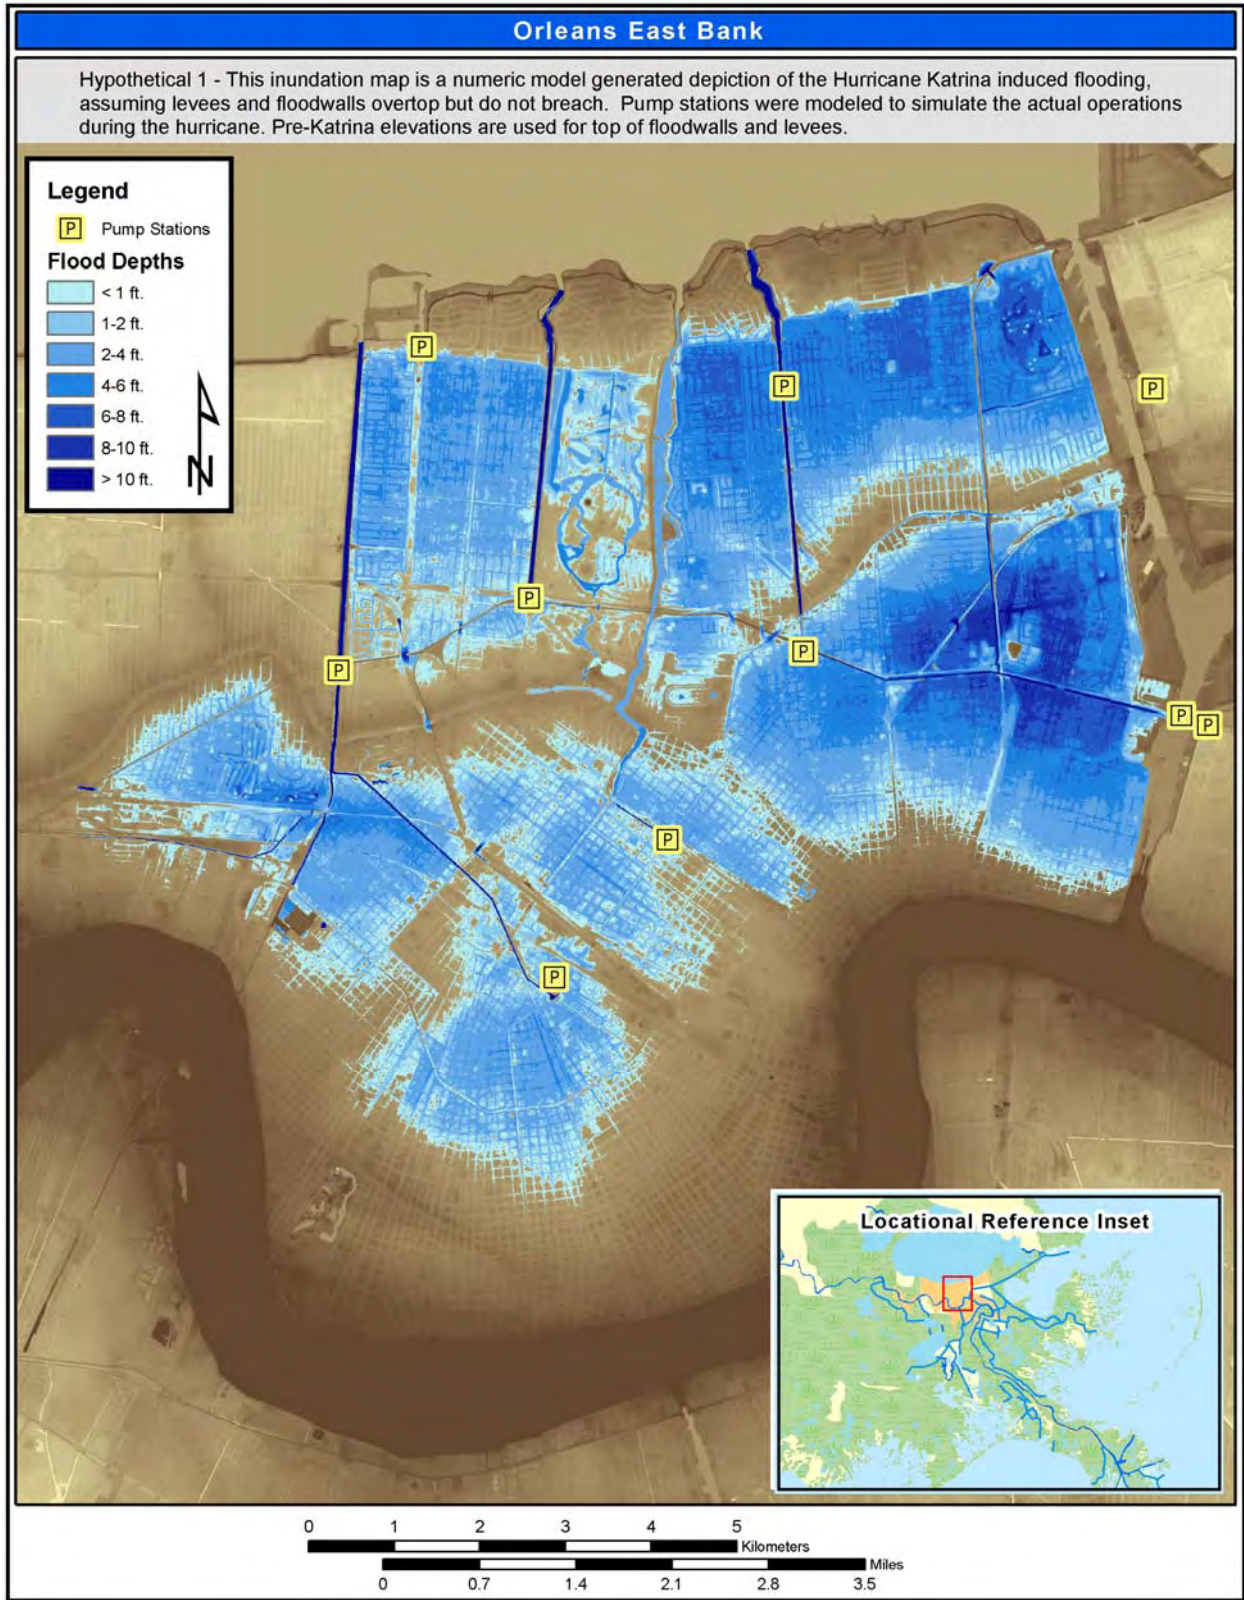 Orleans East Bank
Hypothetical 1 - This inundation map is a numeric model generated depiction of the Hurricane Katrina induced flooding,
assuming levees and floodwalls overtop but do not breach. Pump stations were modeled to simulate the actual operations
during the hurricane. Pre-Katrina elevations are used for top of floodwalls and levees.
Legend
P Pump Stations
Flood Depths
< 1 ft.
1-2 ft.
2-4 ft.
4-6 ft.
6-8 ft.
8-10 ft.
> 10 ft.
N
P
P
P
P
P
P
P
P
P
P
Locational Reference Inset
0 1 2 3 4 5
Kilometers
Miles
0 0.7 1.4 2.1 2.8 3.5